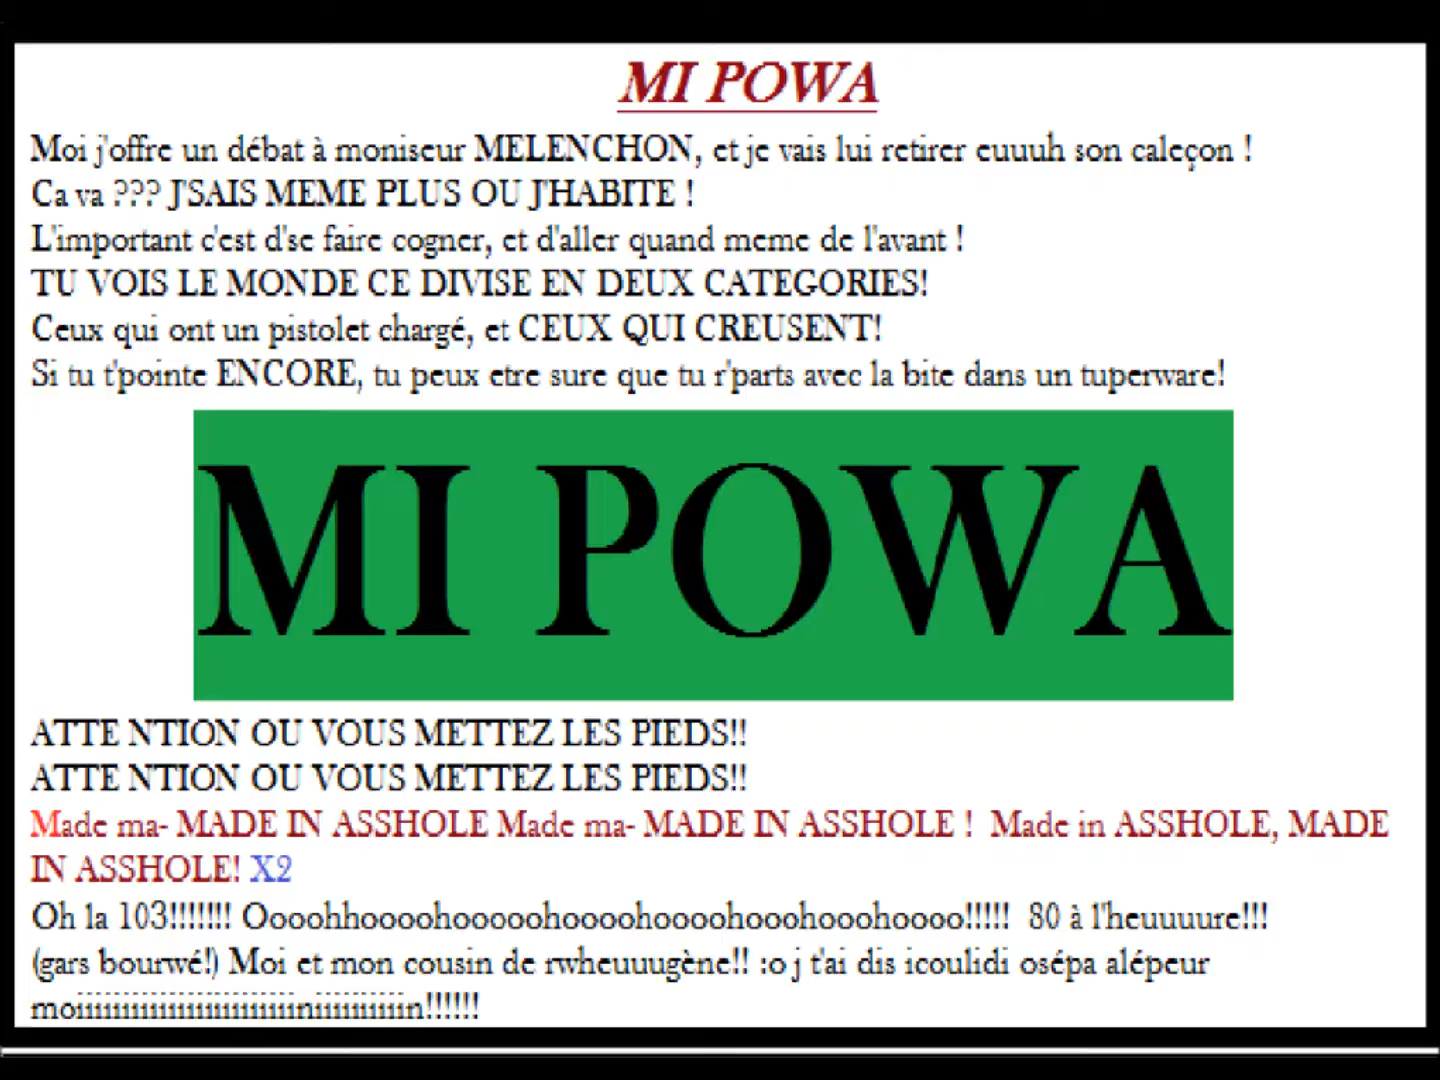 MI POWA
Moi j'offre un débat à moniseur MELENCHON, et je vais lui retirer euuuh son caleçon !
Ca va ??? J'SAIS MEME PLUS OU J'HABITE !
L'important c'est d'se faire cogner, et d'aller quand meme de l'avant !
TU VOIS LE MONDE CE DIVISE EN DEUX CATEGORIES!
Ceux qui ont un pistolet chargé, et CEUX QUI CREUSENT!
Si tu t'pointe ENCORE, tu peux etre sure que tu r'parts avec la bite dans un tuperware!
MI POWA
ATTE NTION OU VOUS METTEZ LES PIEDS!!
ATTE NTION OU VOUS METTEZ LES PIEDS!!
Made ma- MADE IN ASSHOLE Made ma- MADE IN ASSHOLE !  Made in ASSHOLE, MADE
IN ASSHOLE! X2
Oh la 103!!!!!!! Oooohhoooohooooohoooohoooohooohooohoooo!!!!!  80 à l'heuuuure!!!
(gars bourwé!) Moi et mon cousin de rwheuuugène!! :o j t'ai dis icoulidi osépa alépeur
moiiiiiiiiiiiiiiiiiiiiiiiiiniiiiiiiiiiin!!!!!!